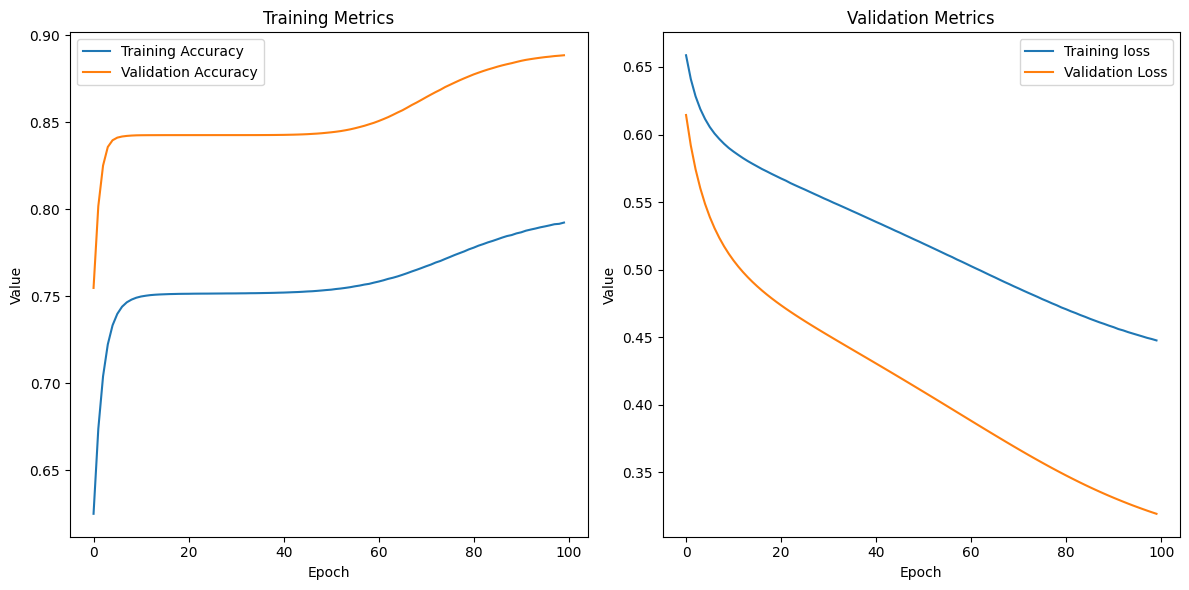 Training Metrics
Training Accuracy
Validation Accuracy
0.90
0.85
0.80
0.75
0.70
0.65
Value
0 20 40 60 80 100
Epoch
Validation Metrics
Training loss
Validation Loss
0.65
0.60
0.55
0.50
0.45
0.40
0.35
Value
0 20 40 60 80 100
Epoch